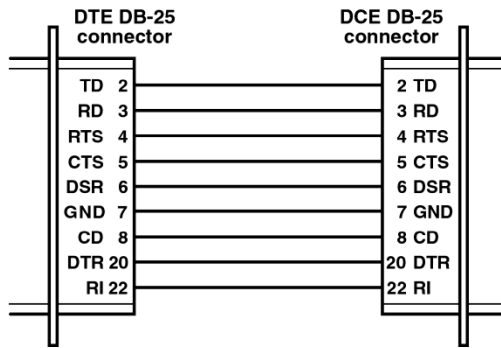 DTE DB-25
connector
DCE DB-25
connector
TD 2
2 TD
RD 3
3 RD
RTS 4
4 RTS
CTS 5
5 CTS
DSR 6
6 DSR
GND 7
7 GND
CD 8
8 CD
DTR 20
20 DTR
RI 22
22 RI